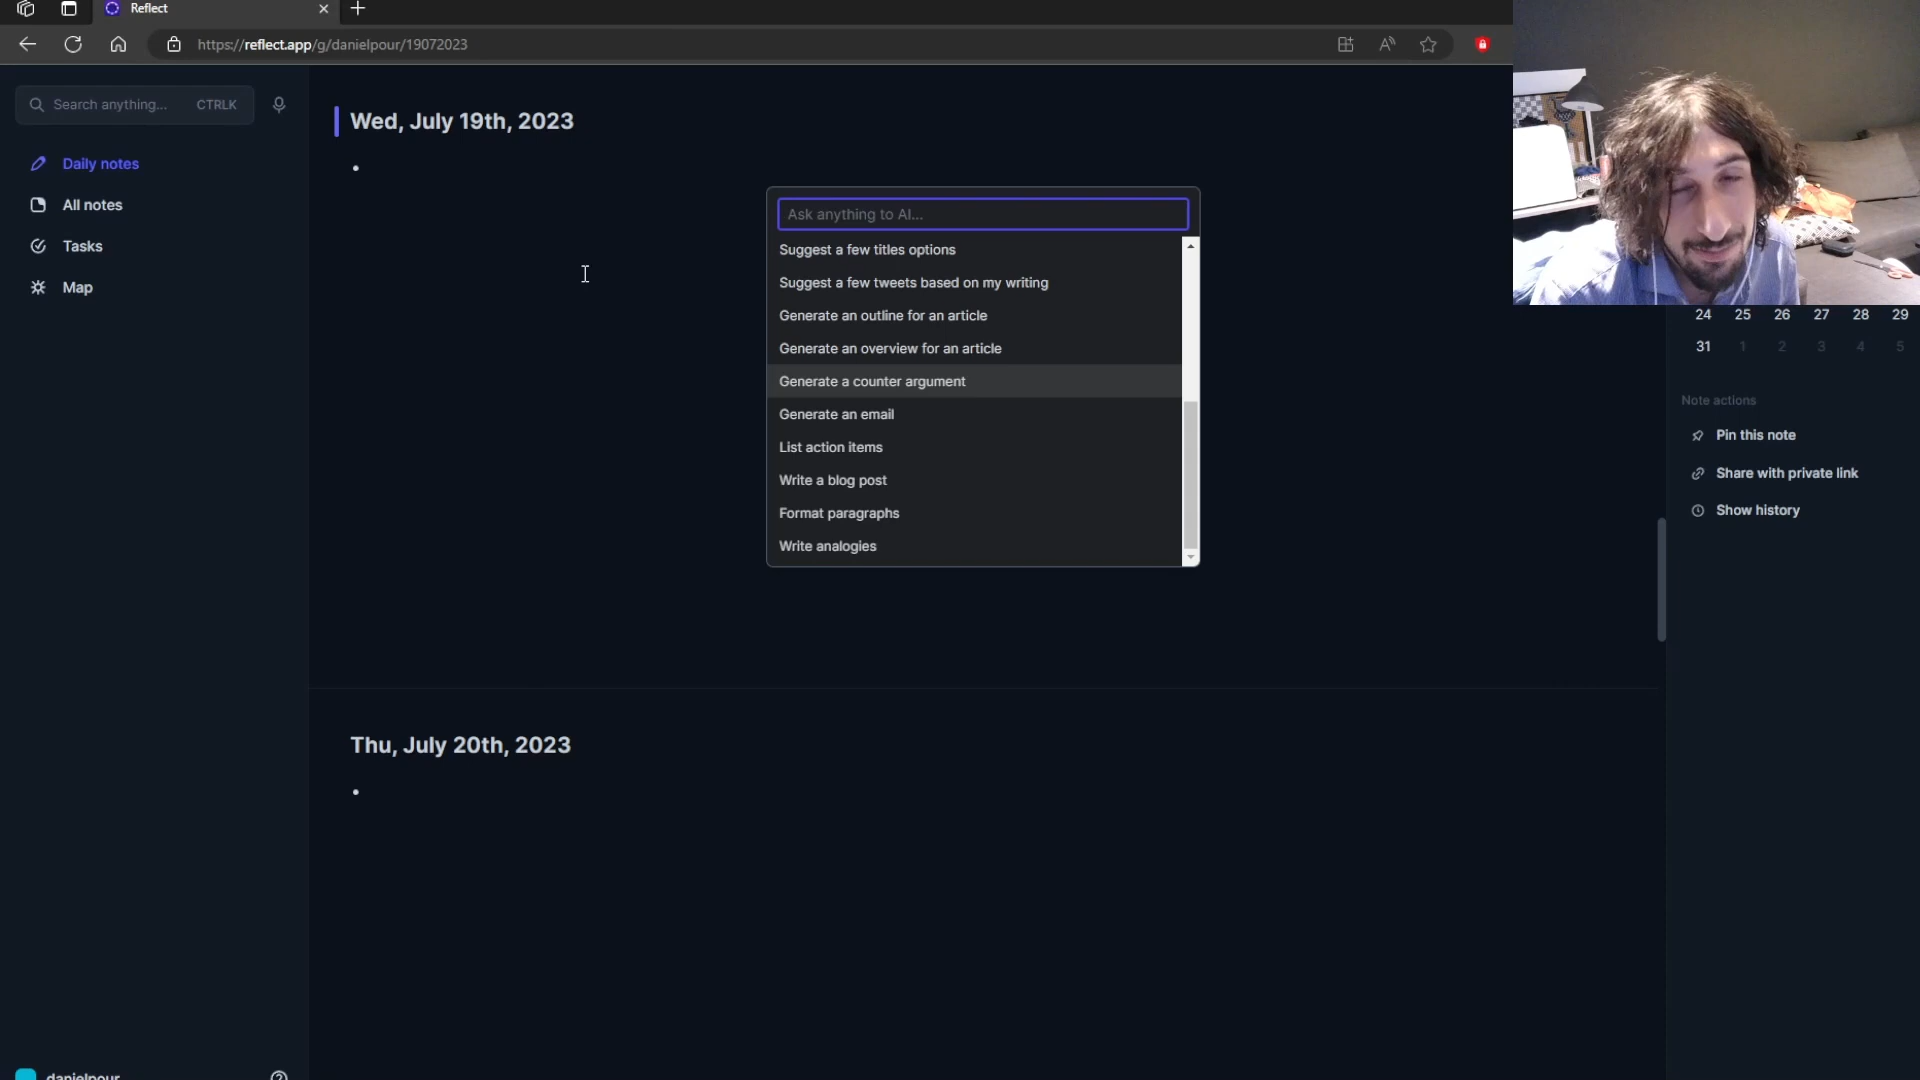 Reflect
https://reflect.app/g/danielpour/19072023
Search anything... CTRLK
Daily notes
All notes
Tasks
Map
Wed, July 19th, 2023
Ask anything to AI...
Suggest a few titles options
Suggest a few tweets based on my writing
Generate an outline for an article
Generate an overview for an article
Generate a counter argument
Generate an email
List action items
Write a blog post
Format paragraphs
Write analogies
24 25 26 27 28 29
31 1 2 3 4 5
Note actions
Pin this note
Share with private link
Show history
Thu, July 20th, 2023
danielpour